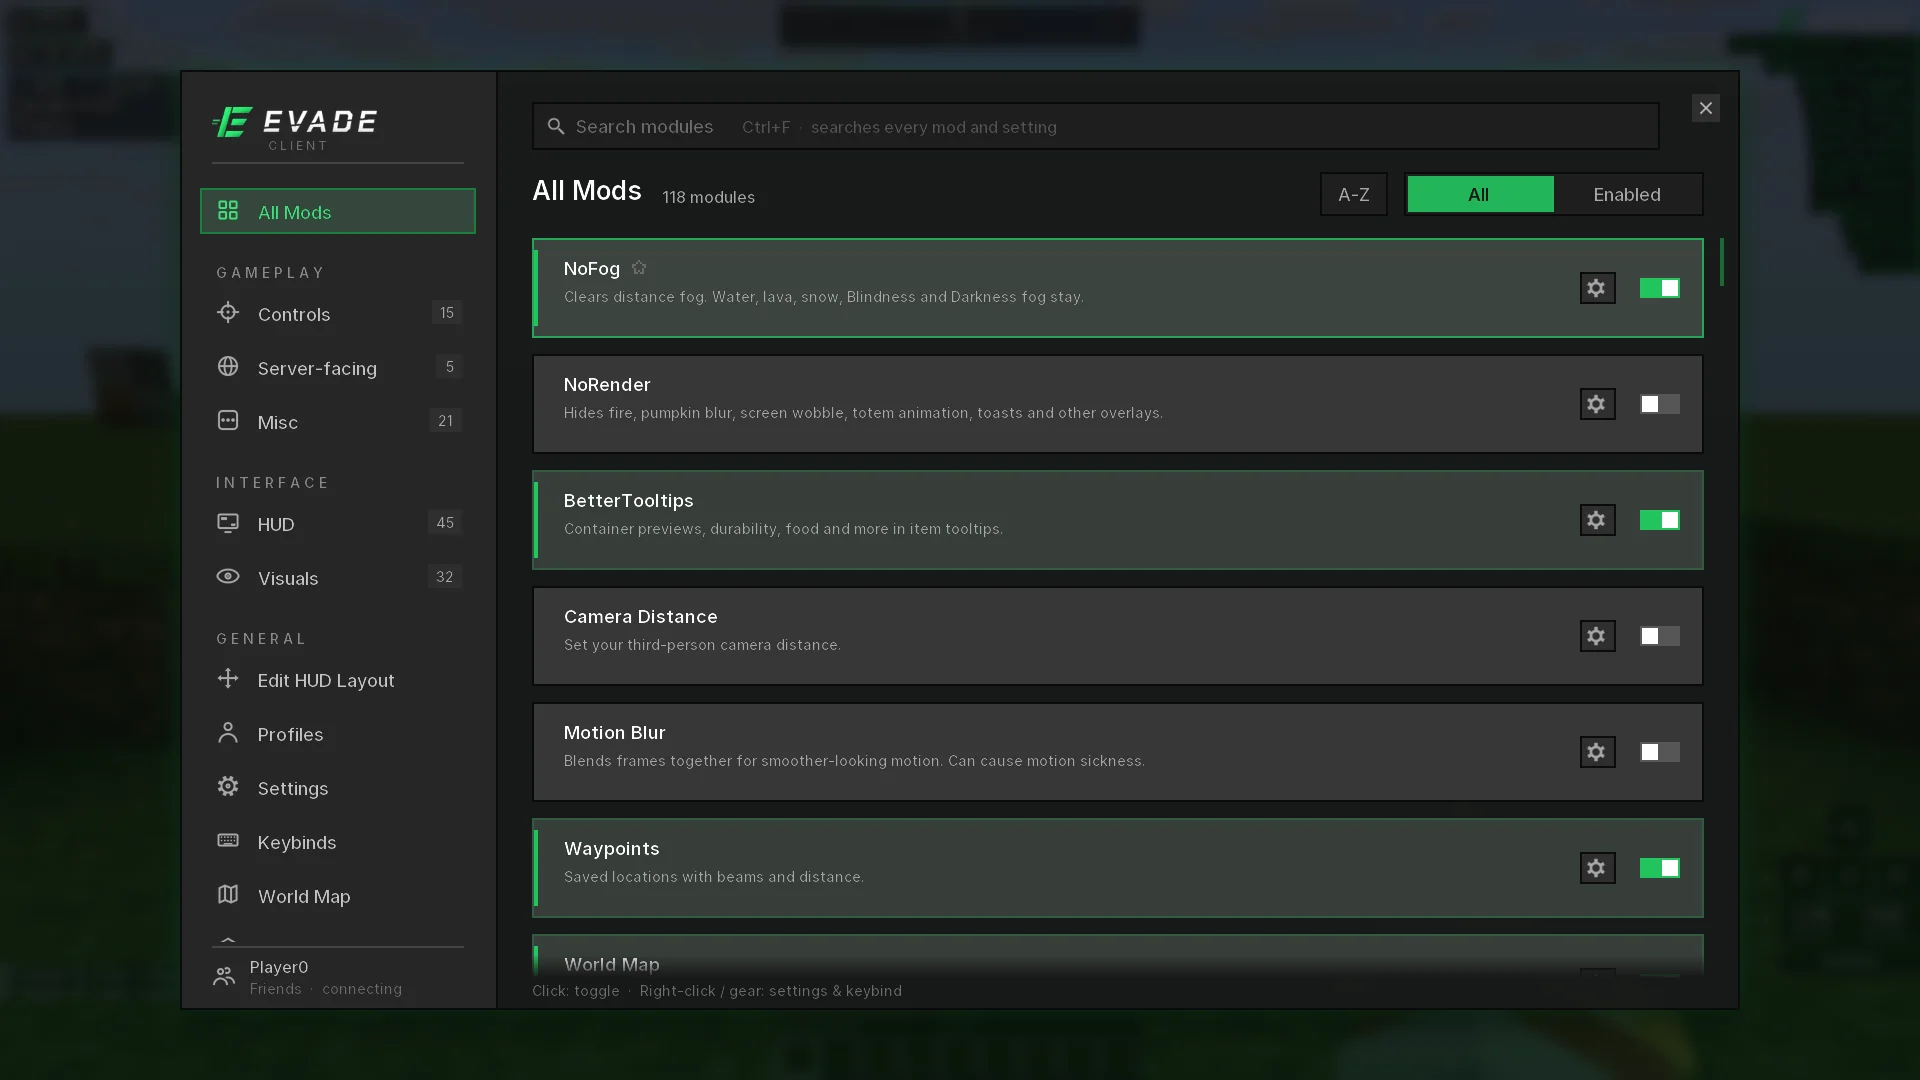 EVADE
CLIENT
All Mods
GAMEPLAY
Controls 15
Server-facing 5
Misc 21
INTERFACE
HUD 45
Visuals 32
GENERAL
Edit HUD Layout
Profiles
Settings
Keybinds
World Map
Player0
Friends · connecting
Search modules Ctrl+F · searches every mod and setting
All Mods 118 modules A-Z All Enabled
NoFog
Clears distance fog. Water, lava, snow, Blindness and Darkness fog stay.
NoRender
Hides fire, pumpkin blur, screen wobble, totem animation, toasts and other overlays.
BetterTooltips
Container previews, durability, food and more in item tooltips.
Camera Distance
Set your third-person camera distance.
Motion Blur
Blends frames together for smoother-looking motion. Can cause motion sickness.
Waypoints
Saved locations with beams and distance.
World Map
Click: toggle · Right-click / gear: settings & keybind